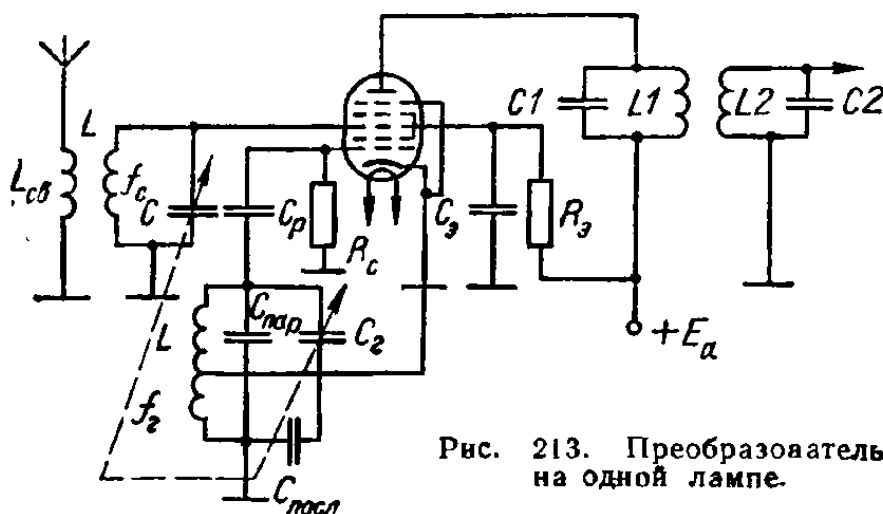 L
Lсв
fс
C
Cр
Rс
Cэ
Rэ
C1
L1
L2
C2
+Eа
Cпар
Cг
L
fг
Cпосл
Рис. 213. Преобразователь
на одной лампе.